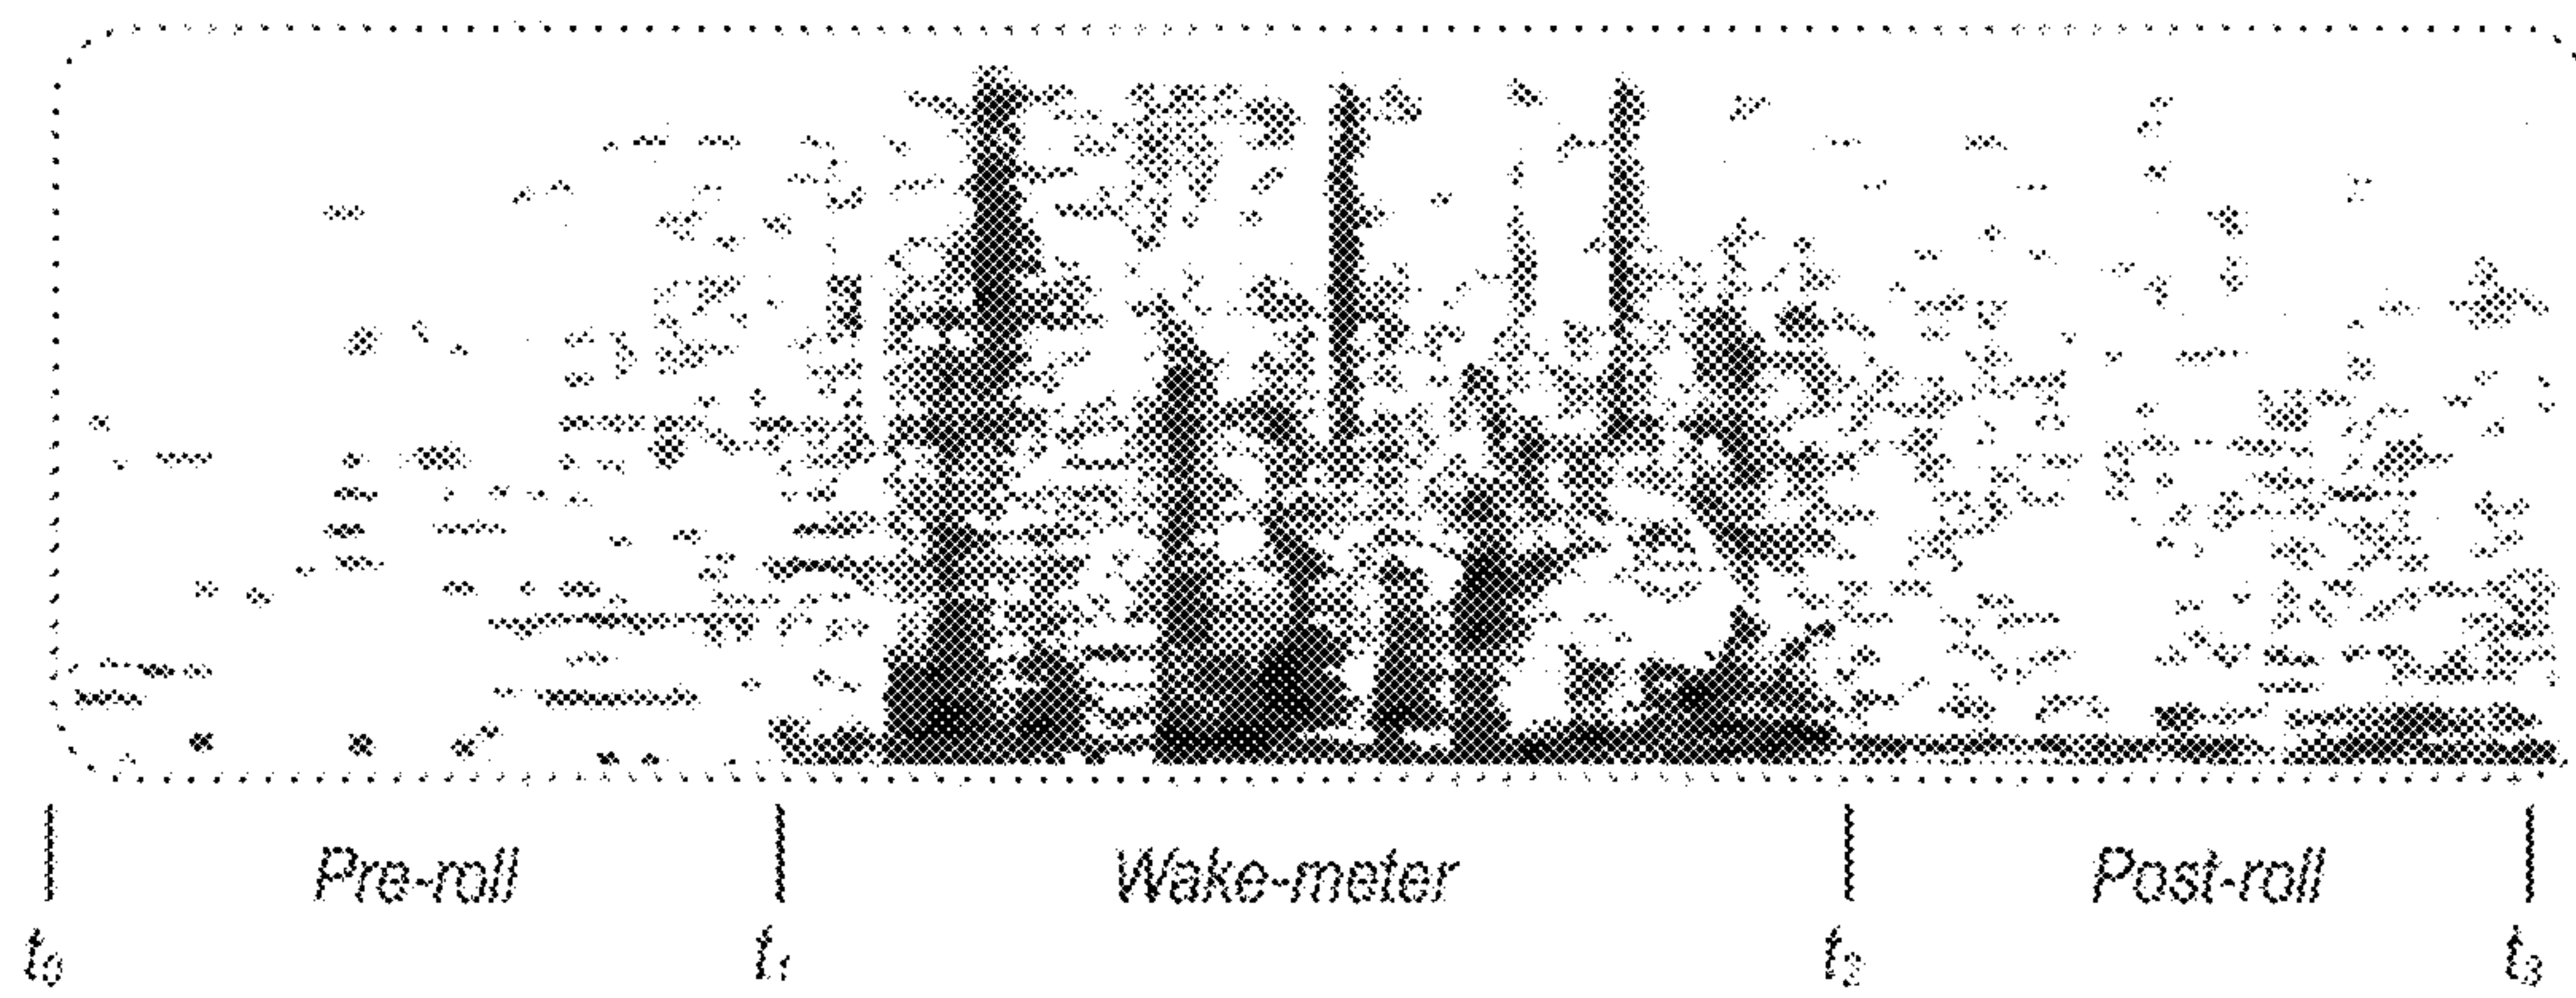 Pre-roll Wake-meter Post-roll
t₀ t₁ t₂ t₃